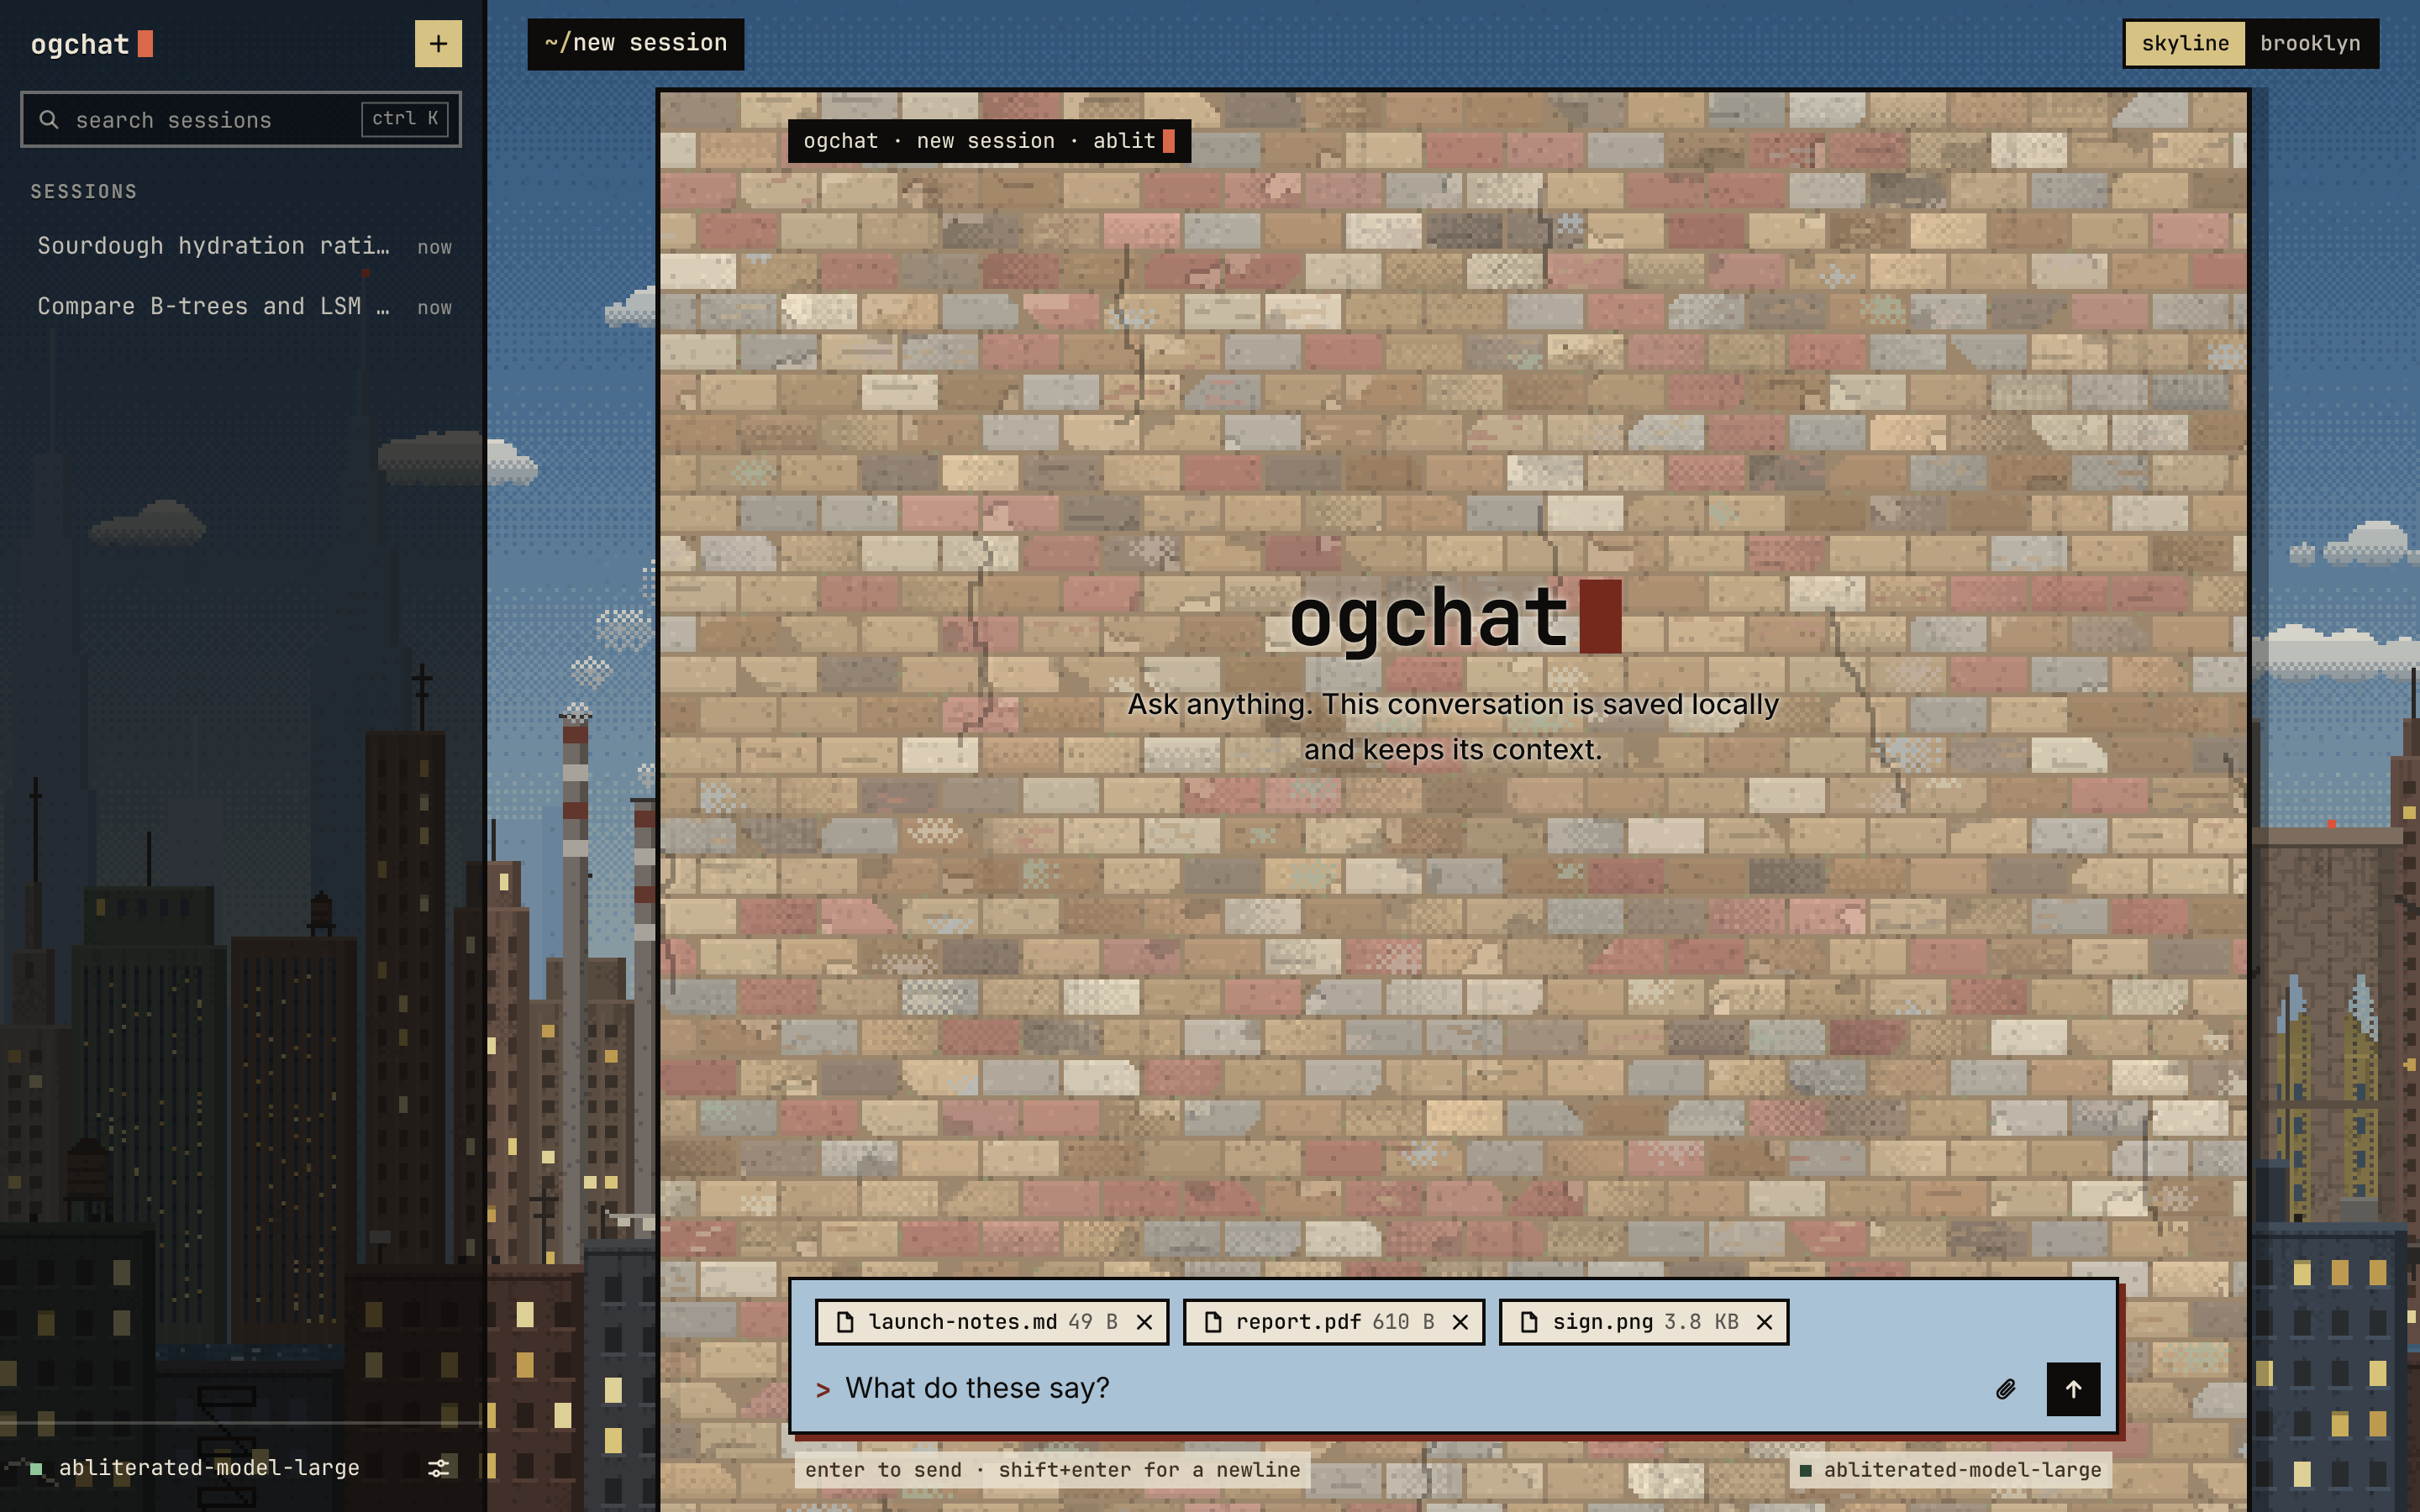 ogchat
+
~/new session
skyline brooklyn
search sessions ctrl K
ogchat · new session · ablit
SESSIONS
Sourdough hydration rati… now
Compare B-trees and LSM … now
ogchat
Ask anything. This conversation is saved locally
and keeps its context.
launch-notes.md 49 B
report.pdf 610 B
sign.png 3.8 KB
> What do these say?
enter to send · shift+enter for a newline
abliterated-model-large
abliterated-model-large